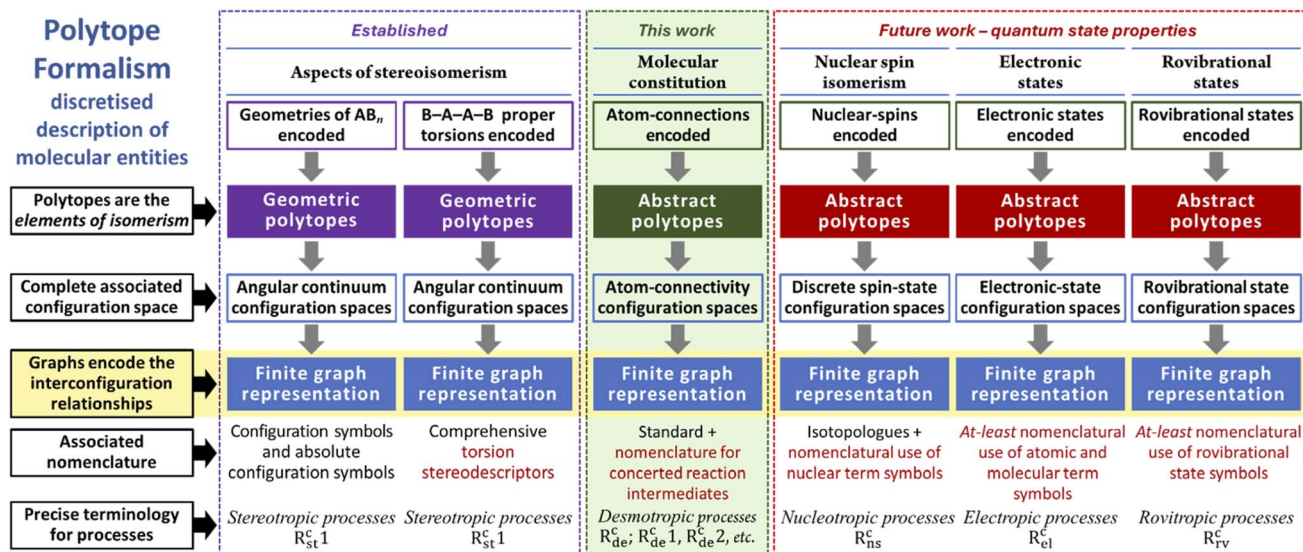 Polytope
Formalism
discretised
description of
molecular entities
Established
This work
Future work – quantum state properties
Aspects of stereoisomerism
Molecular
constitution
Nuclear spin
isomerism
Electronic
states
Rovibrational
states
Geometries of ABₙ
encoded
B–A–A–B proper
torsions encoded
Atom-connections
encoded
Nuclear-spins
encoded
Electronic states
encoded
Rovibrational states
encoded
Polytopes are the
elements of isomerism
Geometric
polytopes
Geometric
polytopes
Abstract
polytopes
Abstract
polytopes
Abstract
polytopes
Abstract
polytopes
Complete associated
configuration space
Angular continuum
configuration spaces
Angular continuum
configuration spaces
Atom-connectivity
configuration spaces
Discrete spin-state
configuration spaces
Electronic-state
configuration spaces
Rovibrational state
configuration spaces
Graphs encode the
interconfiguration
relationships
Finite graph
representation
Finite graph
representation
Finite graph
representation
Finite graph
representation
Finite graph
representation
Finite graph
representation
Associated
nomenclature
Configuration symbols
and absolute
configuration symbols
Comprehensive
torsion
stereodescriptors
Standard +
nomenclature for
concerted reaction
intermediates
Isotopologues +
nomenclatural use of
nuclear term symbols
At-least nomenclatural
use of atomic and
molecular term
symbols
At-least nomenclatural
use of rovibrational
state symbols
Precise terminology
for processes
Stereotropic processes
R^c_st1
Stereotropic processes
R^c_st1
Desmotropic processes
R^c_de; R^c_de1, R^c_de2, etc.
Nucleotropic processes
R^c_ns
Electropic processes
R^c_el
Rovitropic processes
R^c_rv